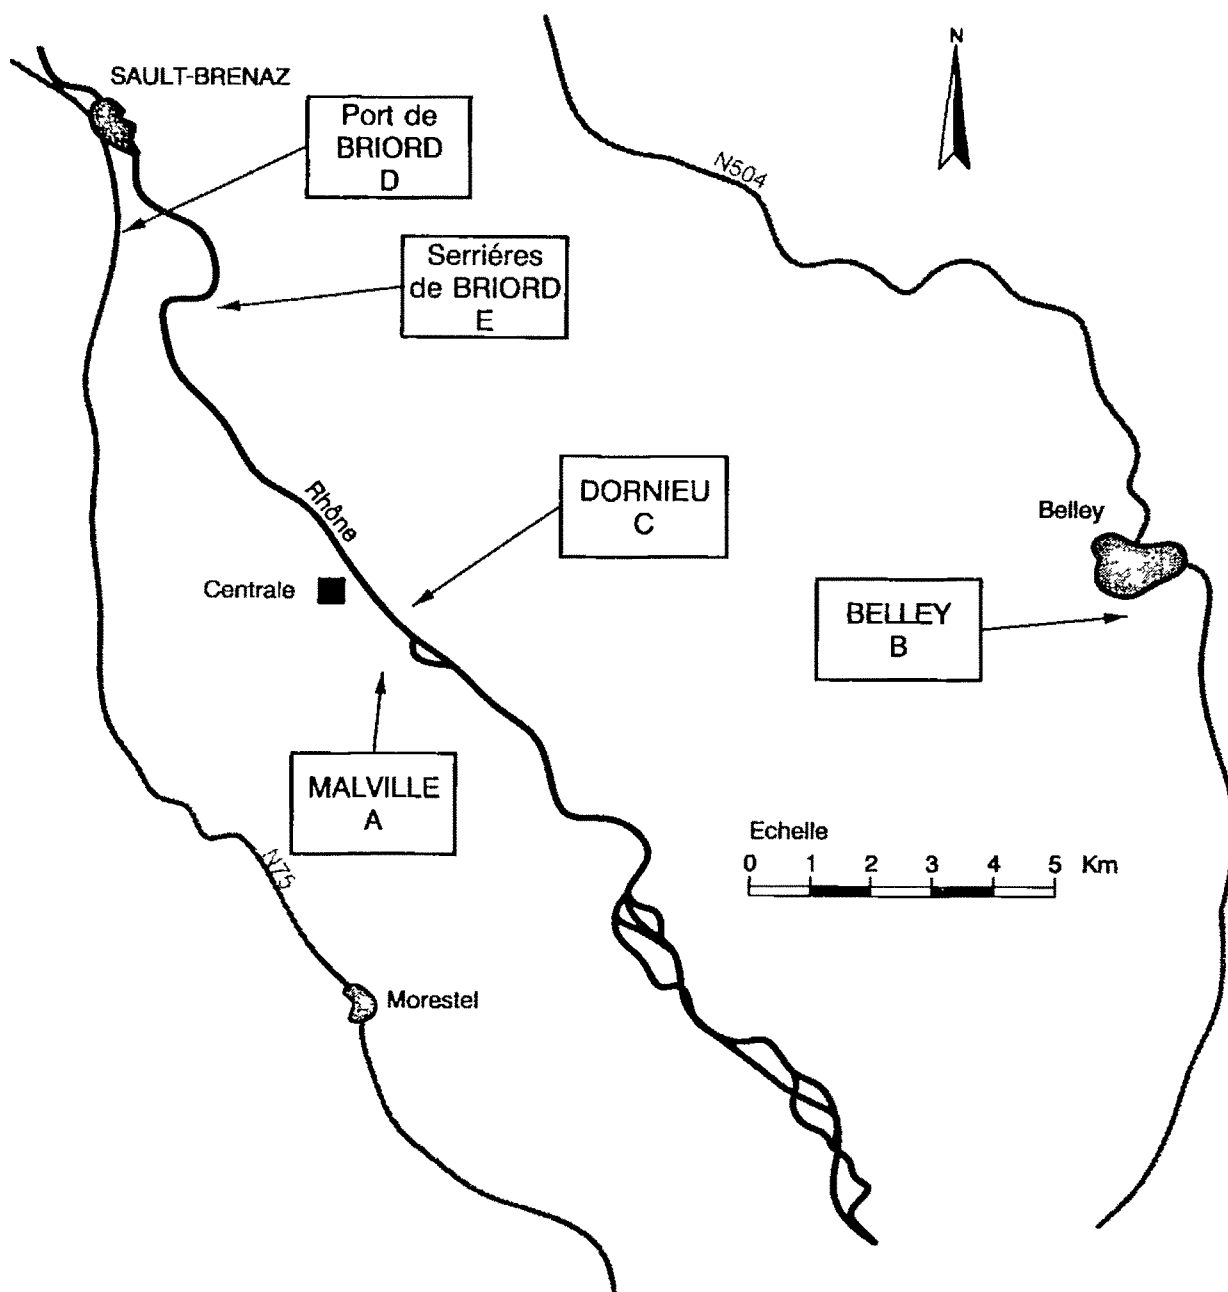 N
SAULT-BRENAZ
Port de
BRIORD
D
N504
Serriéres
de BRIORD
E
Rhône
DORNIEU
C
Belley
Centrale
BELLEY
B
MALVILLE
A
Echelle
0 1 2 3 4 5 Km
N75
Morestel